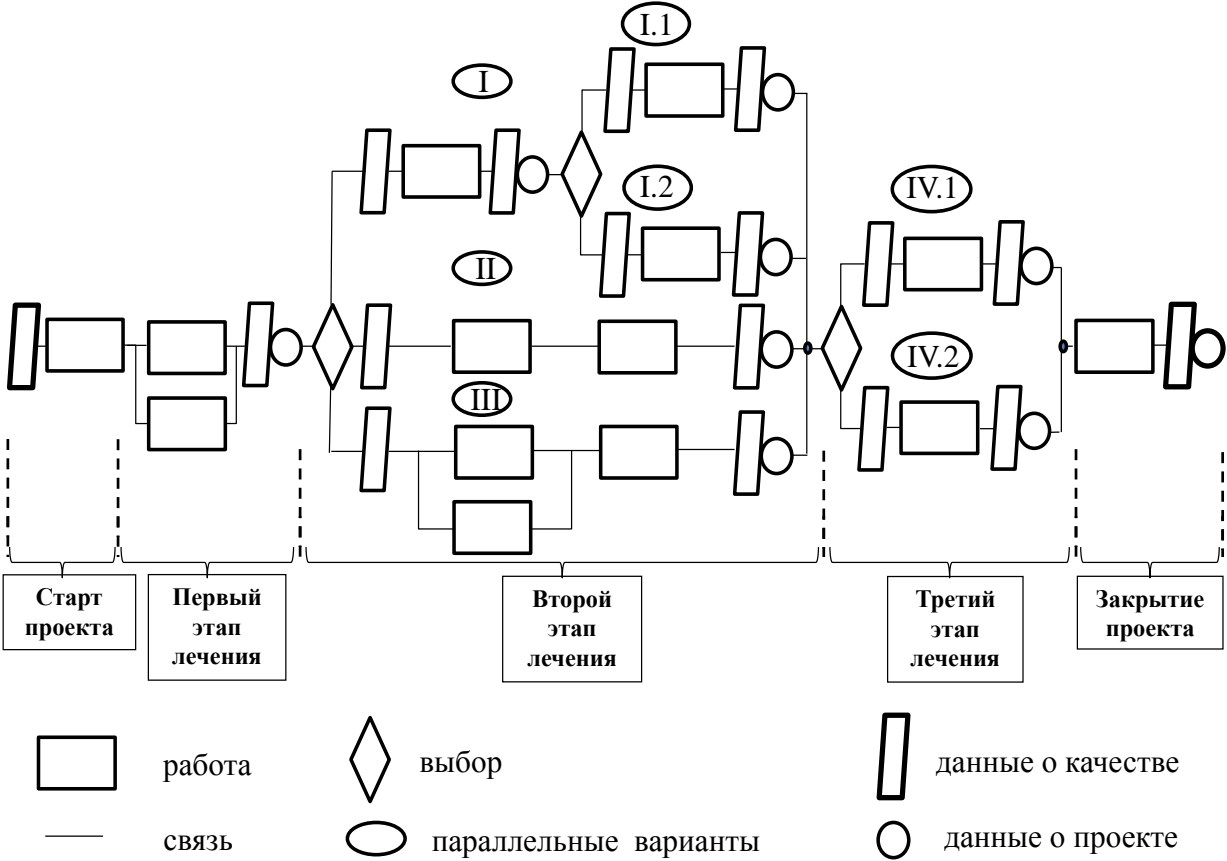 I.1
I
I.2
IV.1
II
IV.2
III
Старт
проекта
Первый
этап
лечения
Второй
этап
лечения
Третий
этап
лечения
Закрытие
проекта
работа
выбор
данные о качестве
связь
параллельные варианты
данные о проекте